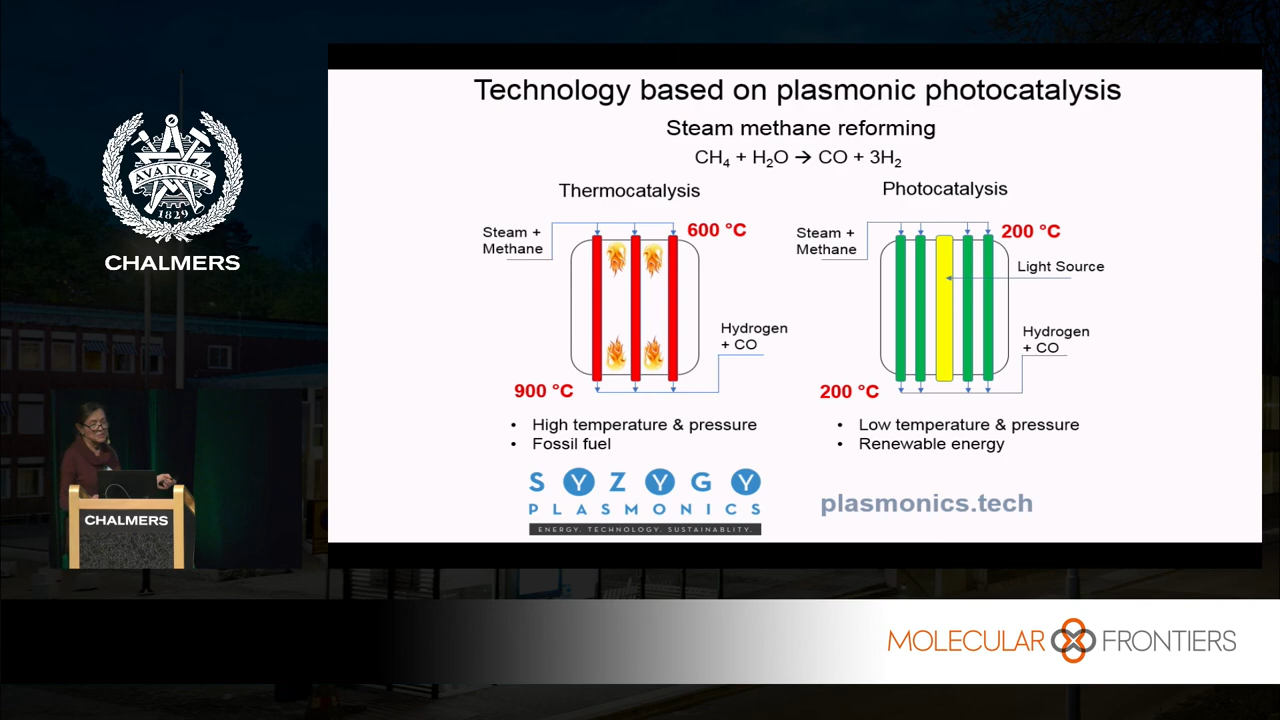 AVANCEZ
1829
CHALMERS
Technology based on plasmonic photocatalysis
Steam methane reforming
CH₄ + H₂O → CO + 3H₂
Thermocatalysis
Steam +
Methane
600 °C
Hydrogen
+ CO
900 °C
• High temperature & pressure
• Fossil fuel
Photocatalysis
Steam +
Methane
200 °C
Light Source
Hydrogen
+ CO
200 °C
• Low temperature & pressure
• Renewable energy
SYZYGY
PLASMONICS
ENERGY. TECHNOLOGY. SUSTAINABLITY.
plasmonics.tech
CHALMERS
MOLECULAR FRONTIERS